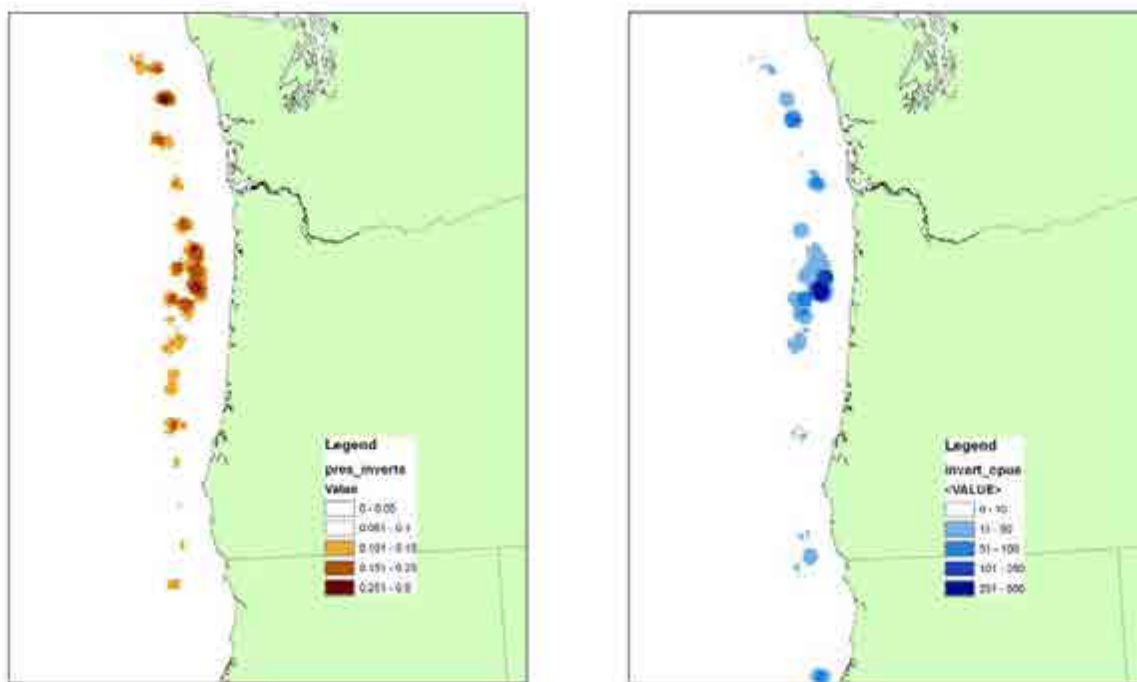 Legend
pres_inverts
Value
0 - 0.05
0.051 - 0.1
0.101 - 0.15
0.151 - 0.25
0.251 - 0.5
Legend
invert_cpue
<VALUE>
0 - 10
11 - 50
51 - 100
101 - 250
251 - 500